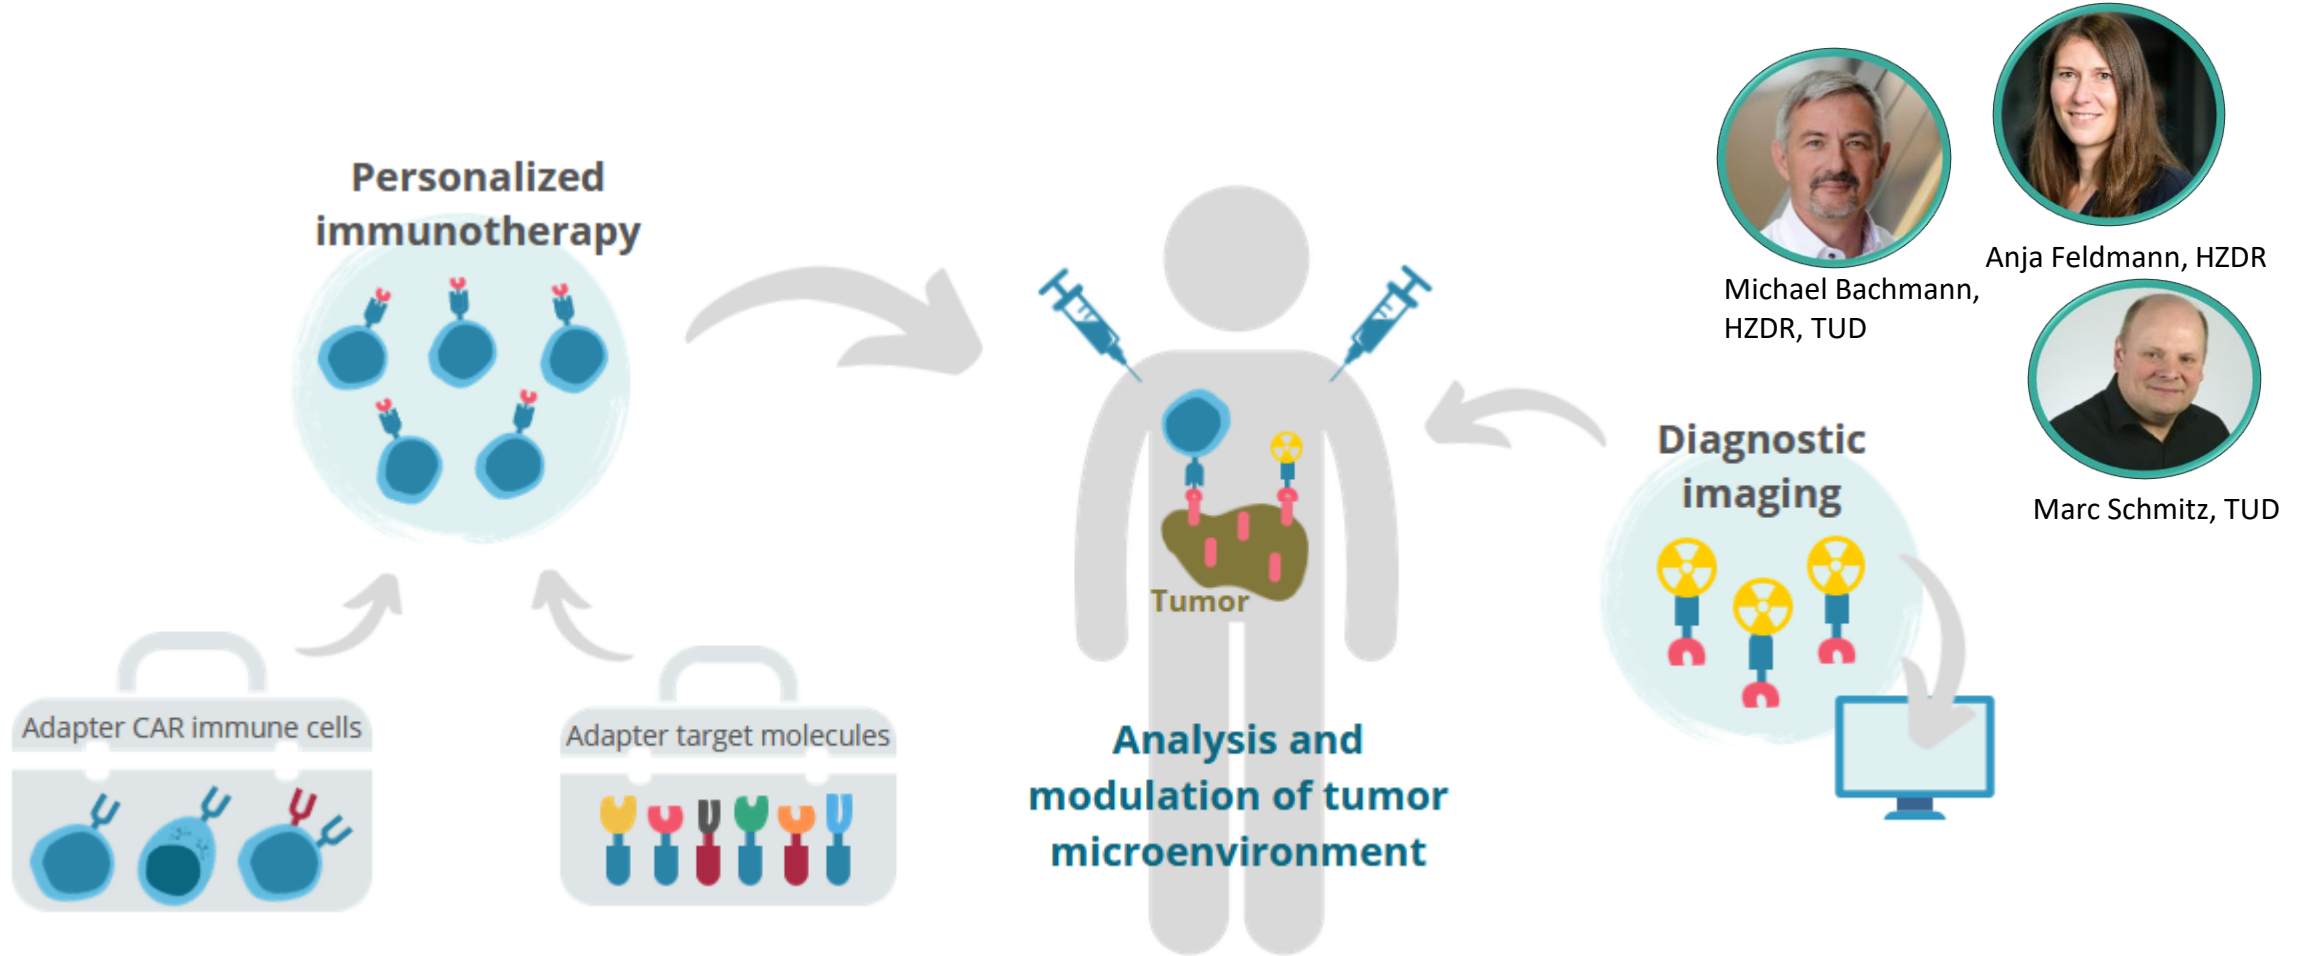 Personalized
immunotherapy
Adapter CAR immune cells
Adapter target molecules
Tumor
Analysis and
modulation of tumor
microenvironment
Diagnostic
imaging
Michael Bachmann,
HZDR, TUD
Anja Feldmann, HZDR
Marc Schmitz, TUD